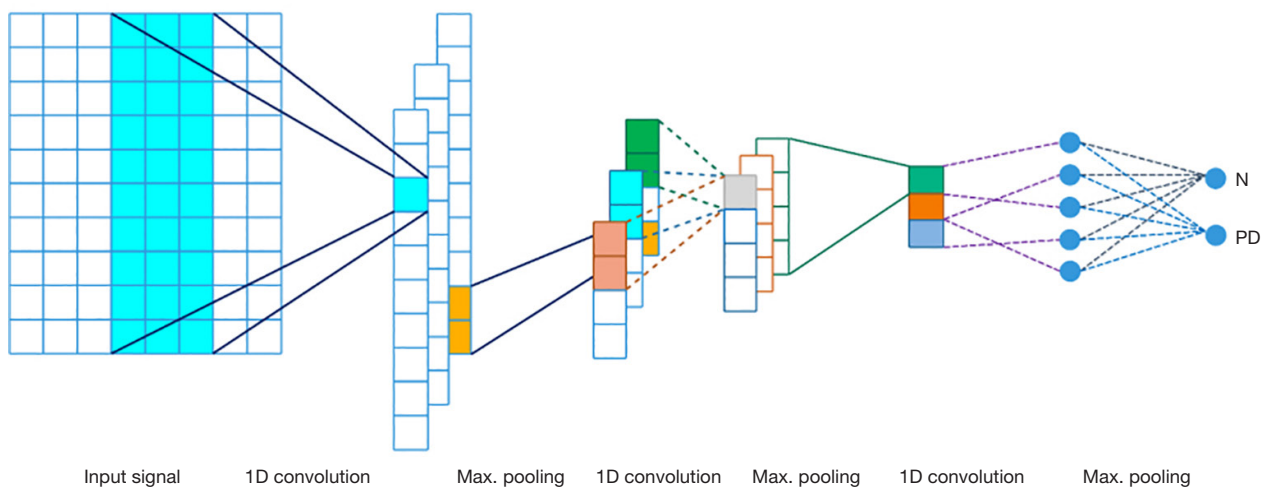 N
PD
Input signal
1D convolution
Max. pooling
1D convolution
Max. pooling
1D convolution
Max. pooling